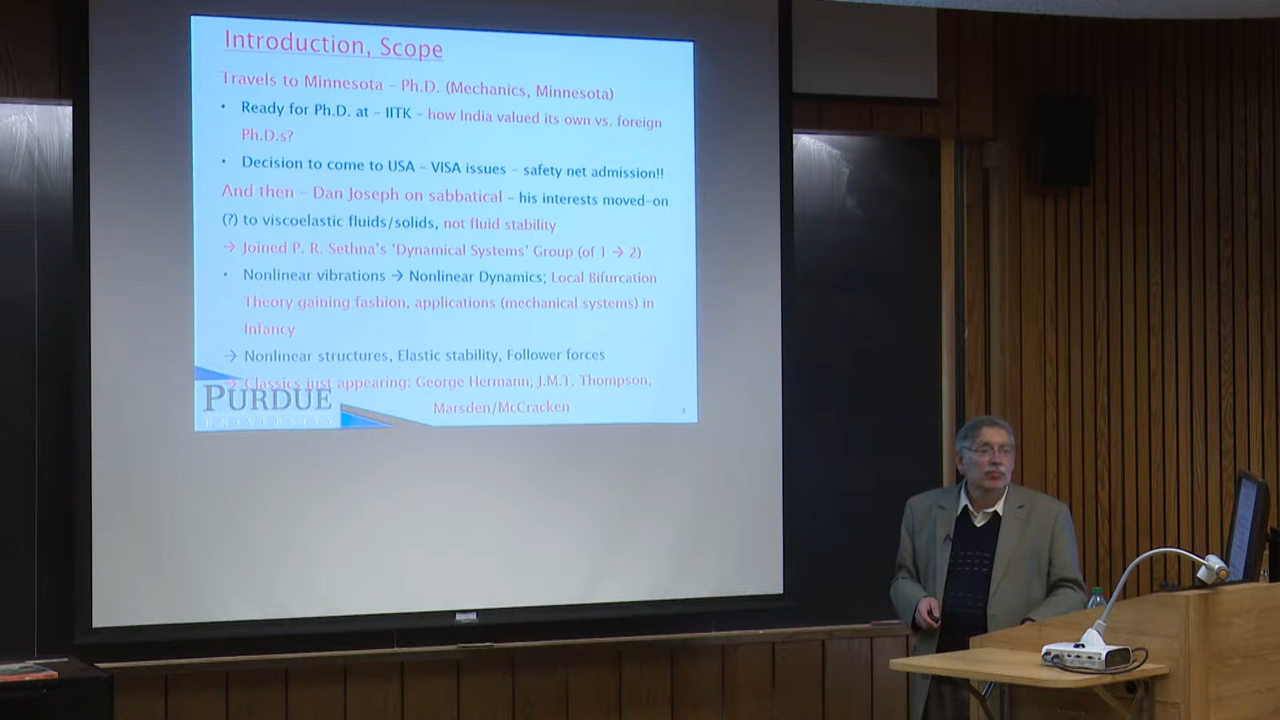 Introduction, Scope
Travels to Minnesota – Ph.D. (Mechanics, Minnesota)
• Ready for Ph.D. at – IITK – how India valued its own vs. foreign
Ph.D.s?
• Decision to come to USA – VISA issues – safety net admission!!
And then – Dan Joseph on sabbatical – his interests moved-on
(?) to viscoelastic fluids/solids, not fluid stability
→ Joined P. R. Sethna's 'Dynamical Systems' Group (of 1 → 2)
• Nonlinear vibrations → Nonlinear Dynamics; Local Bifurcation
Theory gaining fashion, applications (mechanical systems) in
Infancy
→ Nonlinear structures, Elastic stability, Follower forces
→ Classics just appearing: George Hermann; J.M.T. Thompson;
Marsden/McCracken
PURDUE
UNIVERSITY